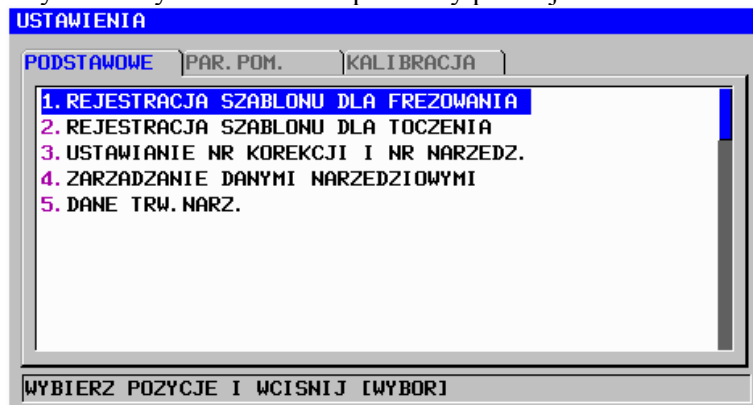 USTAWIENIA
PODSTAWOWE PAR.POM. KALIBRACJA
1.REJESTRACJA SZABLONU DLA FREZOWANIA
2.REJESTRACJA SZABLONU DLA TOCZENIA
3.USTAWIANIE NR KOREKCJI I NR NARZEDZ.
4.ZARZADZANIE DANYMI NARZEDZIOWYMI
5.DANE TRW.NARZ.
WYBIERZ POZYCJE I WCISNIJ [WYBOR]